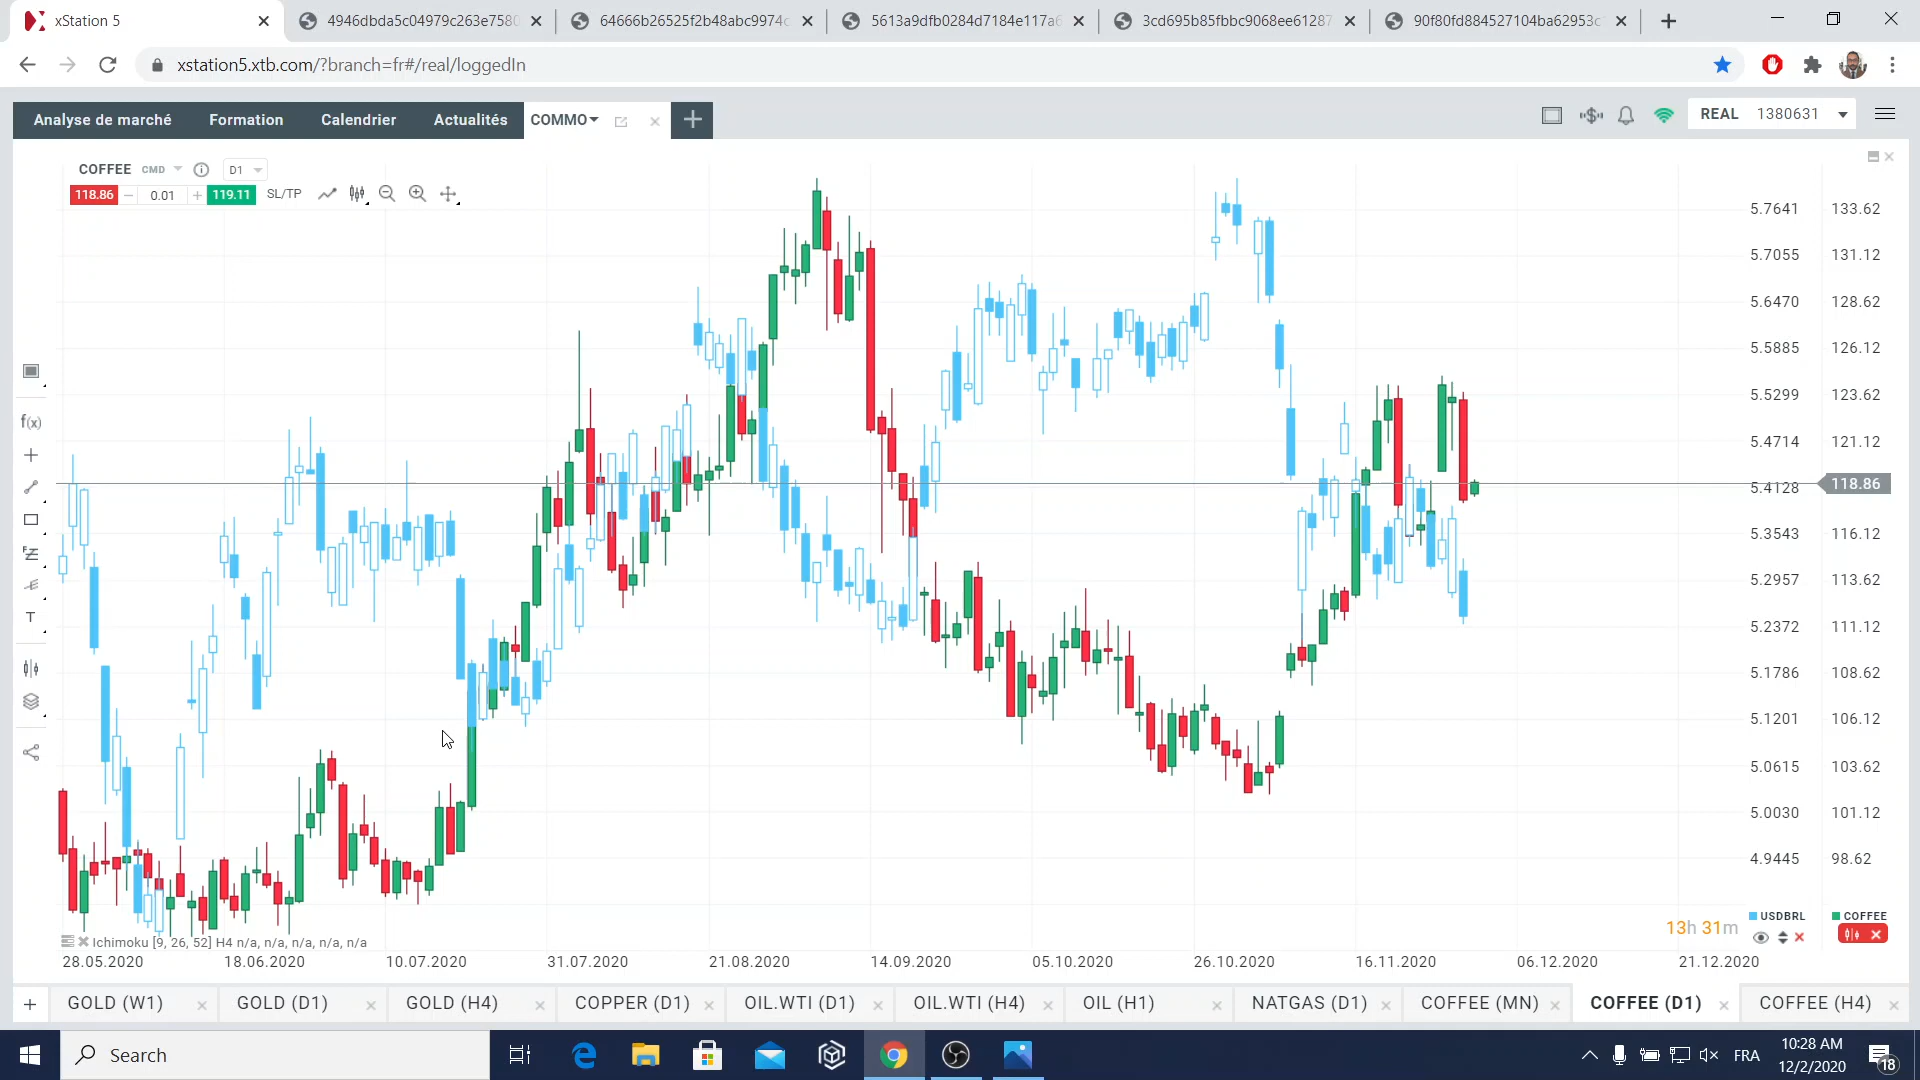 xStation 5
4946dbda5c04979c263e7580
64666b26525f2b48abc9974c
5613a9dfb0284d7184e117a6
3cd695b85fbbc9068ee61287
90f80fd884527104ba62953c
xstation5.xtb.com/?branch=fr#/real/loggedIn
Analyse de marché
Formation
Calendrier
Actualités
COMMO
REAL 1380631
COFFEE CMD D1
118.86 0.01 119.11 SL/TP
5.7641 133.62
5.7055 131.12
5.6470 128.62
5.5885 126.12
5.5299 123.62
5.4714 121.12
5.4128 118.86
5.3543 116.12
5.2957 113.62
5.2372 111.12
5.1786 108.62
5.1201 106.12
5.0615 103.62
5.0030 101.12
4.9445 98.62
f(x)
T
13h 31m
USDBRL
COFFEE
Ichimoku [9, 26, 52] H4 n/a, n/a, n/a, n/a, n/a
28.05.2020 18.06.2020 10.07.2020 31.07.2020 21.08.2020 14.09.2020 05.10.2020 26.10.2020 16.11.2020 06.12.2020 21.12.2020
GOLD (W1) GOLD (D1) GOLD (H4) COPPER (D1) OIL.WTI (D1) OIL.WTI (H4) OIL (H1) NATGAS (D1) COFFEE (MN) COFFEE (D1) COFFEE (H4)
Search
FRA
10:28 AM
12/2/2020
18